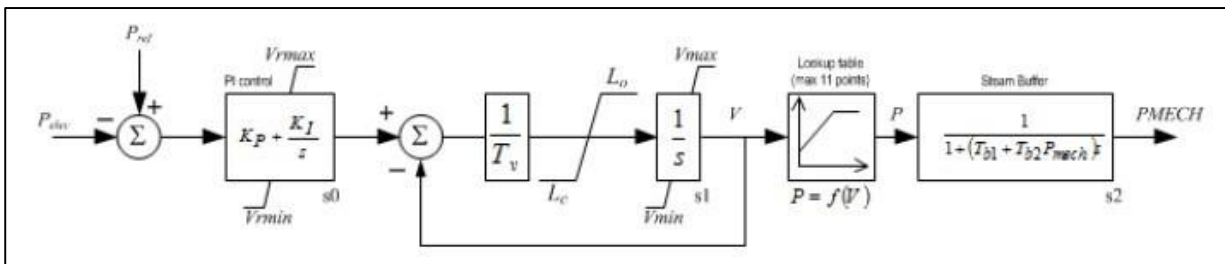 P_ref
Vrmax
PI control
Vmax
Lookup table
(max 11 points)
Steam Buffer
L_o
P_elec
−
+
Σ
K_P + K_I/s
+
−
Σ
1/T_v
1/s
V
P
1/(1+(T_b1+T_b2 P_mech)s)
PMECH
L_c
Vrmin
s0
Vmin
s1
P = f(V)
s2